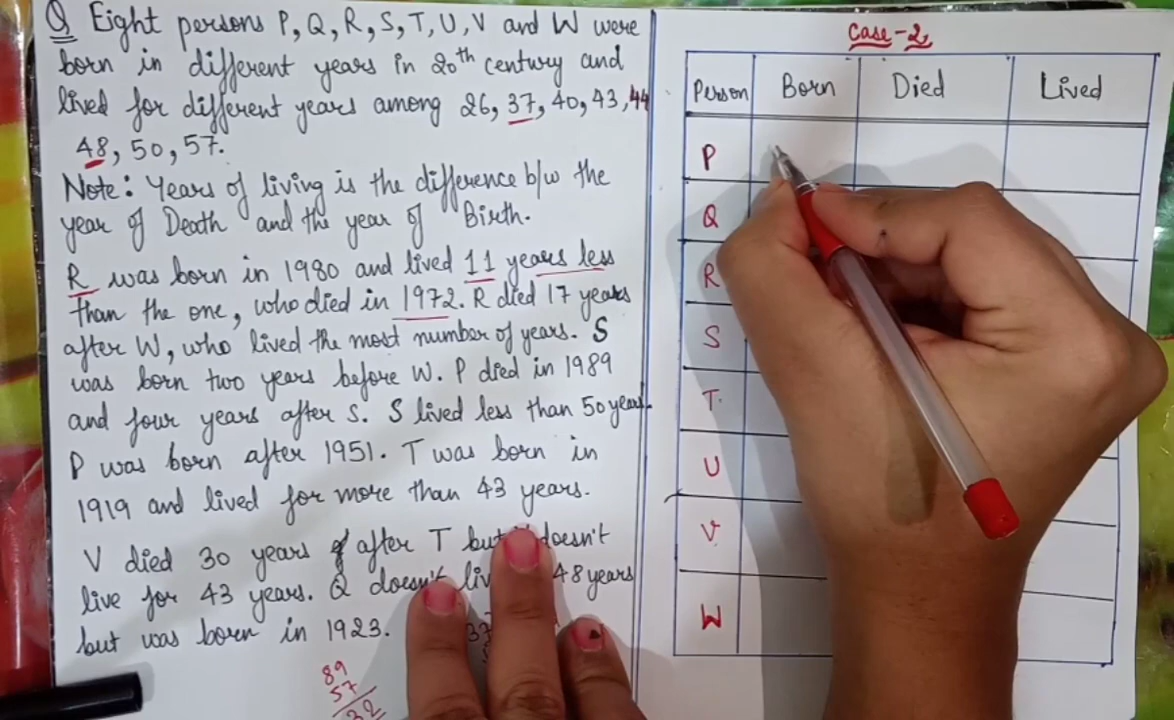 Q Eight persons P, Q, R, S, T, U, V and W were
born in different years in 20th century and
lived for different years among 26, 37, 40, 43, 44
48, 50, 57.
Note: Years of living is the difference b/w the
year of Death and the year of Birth.
R was born in 1980 and lived 11 years less
than the one, who died in 1972. R died 17 years
after W, who lived the most number of years. S
was born two years before W. P died in 1989
and four years after S. S lived less than 50 years.
P was born after 1951. T was born in
1919 and lived for more than 43 years.
V died 30 years after T but doesn't
live for 43 years. Q doesn't 48 years
but was born in 1923. 37
89
57
32
Case-2
Person Born Died Lived
P
Q
R
S
T
U
V
W